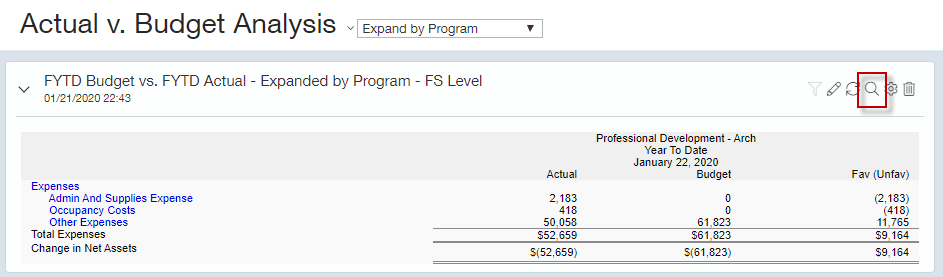 Actual v. Budget Analysis Expand by Program
FYTD Budget vs. FYTD Actual - Expanded by Program - FS Level
01/21/2020 22:43
Professional Development - Arch
Year To Date
January 22, 2020
Actual Budget Fav (Unfav)
Expenses
Admin And Supplies Expense 2,183 0 (2,183)
Occupancy Costs 418 0 (418)
Other Expenses 50,058 61,823 11,765
Total Expenses $52,659 $61,823 $9,164
Change in Net Assets $(52,659) $(61,823) $9,164